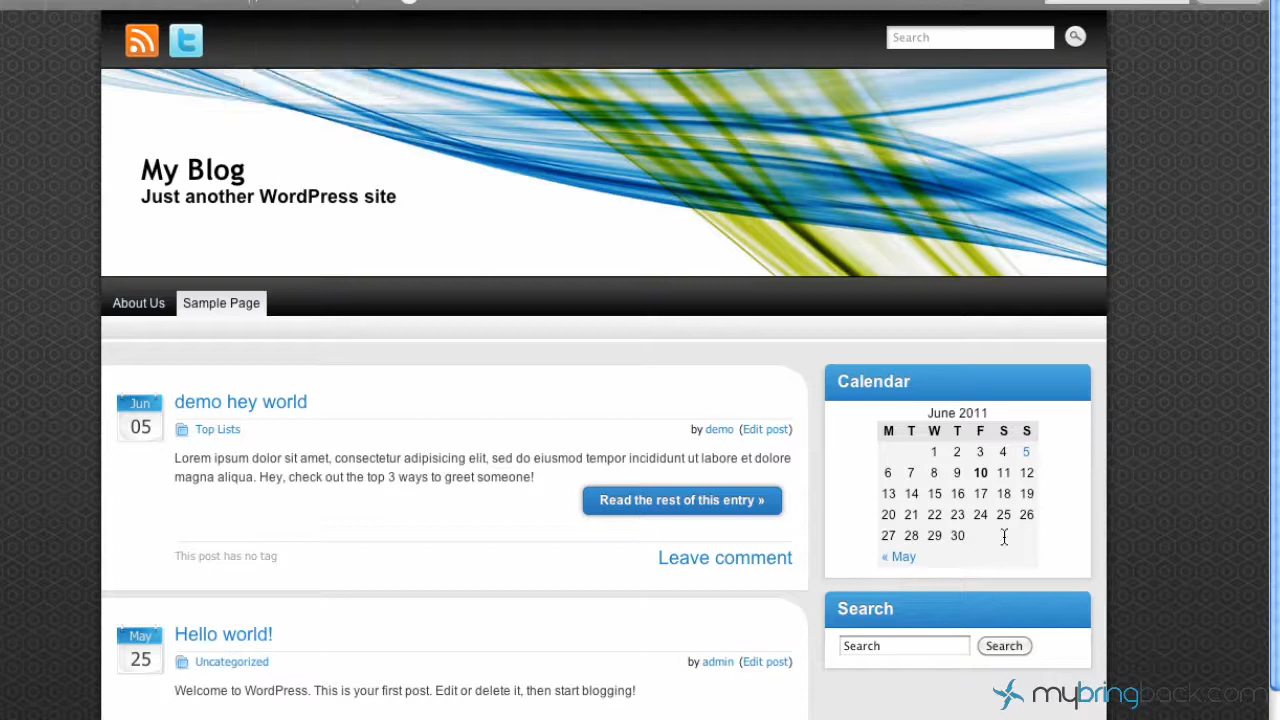 Search
My Blog
Just another WordPress site
About Us Sample Page
Jun
05
demo hey world
Top Lists
by demo (Edit post)
Lorem ipsum dolor sit amet, consectetur adipisicing elit, sed do eiusmod tempor incididunt ut labore et dolore
magna aliqua. Hey, check out the top 3 ways to greet someone!
Read the rest of this entry »
This post has no tag
Leave comment
May
25
Hello world!
Uncategorized
by admin (Edit post)
Welcome to WordPress. This is your first post. Edit or delete it, then start blogging!
Calendar
June 2011
M T W T F S S
1 2 3 4 5
6 7 8 9 10 11 12
13 14 15 16 17 18 19
20 21 22 23 24 25 26
27 28 29 30
« May
Search
Search Search
mybringback.com